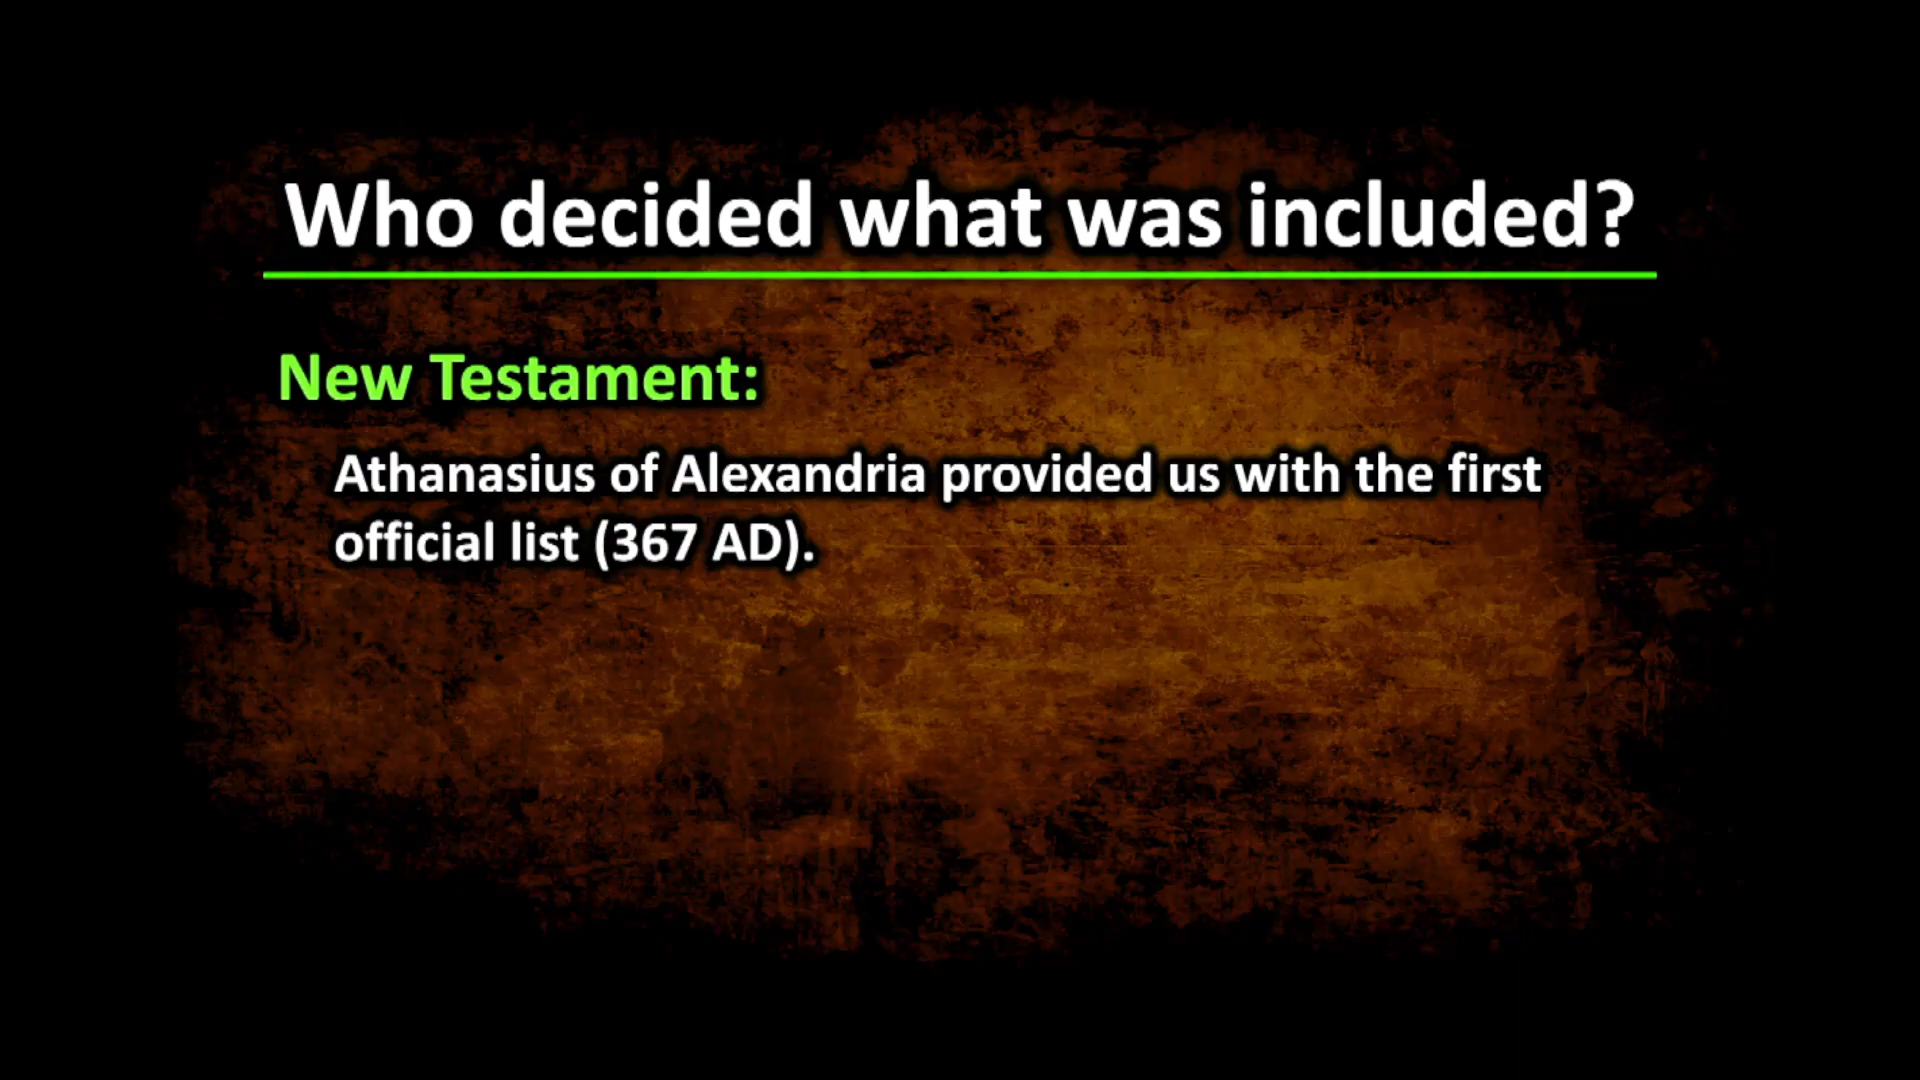 Who decided what was included?
New Testament:
Athanasius of Alexandria provided us with the first
official list (367 AD).